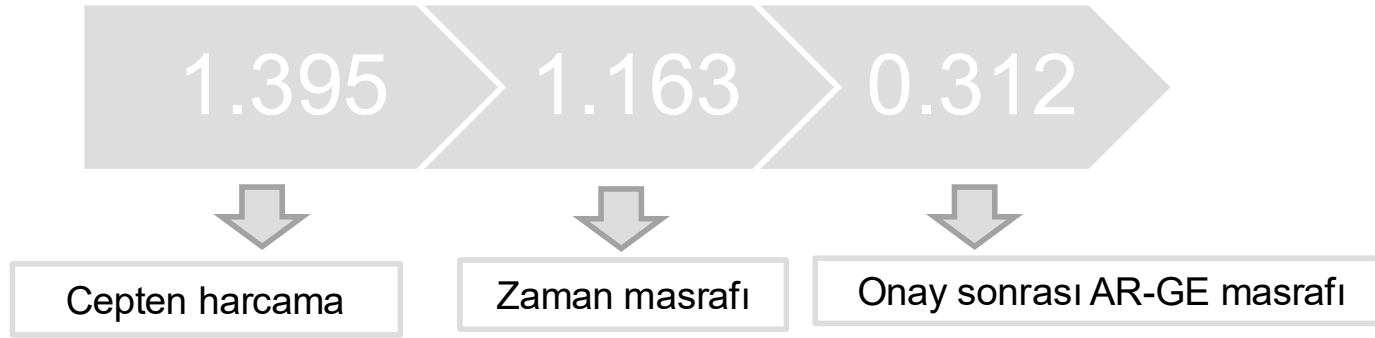 1.395
1.163
0.312
Cepten harcama
Zaman masrafı
Onay sonrası AR-GE masrafı